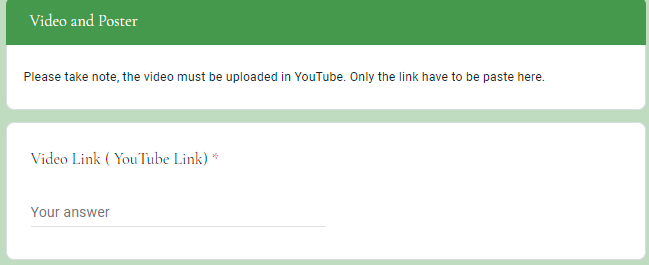 Video and Poster
Please take note, the video must be uploaded in YouTube. Only the link have to be paste here.
Video Link ( YouTube Link) *
Your answer